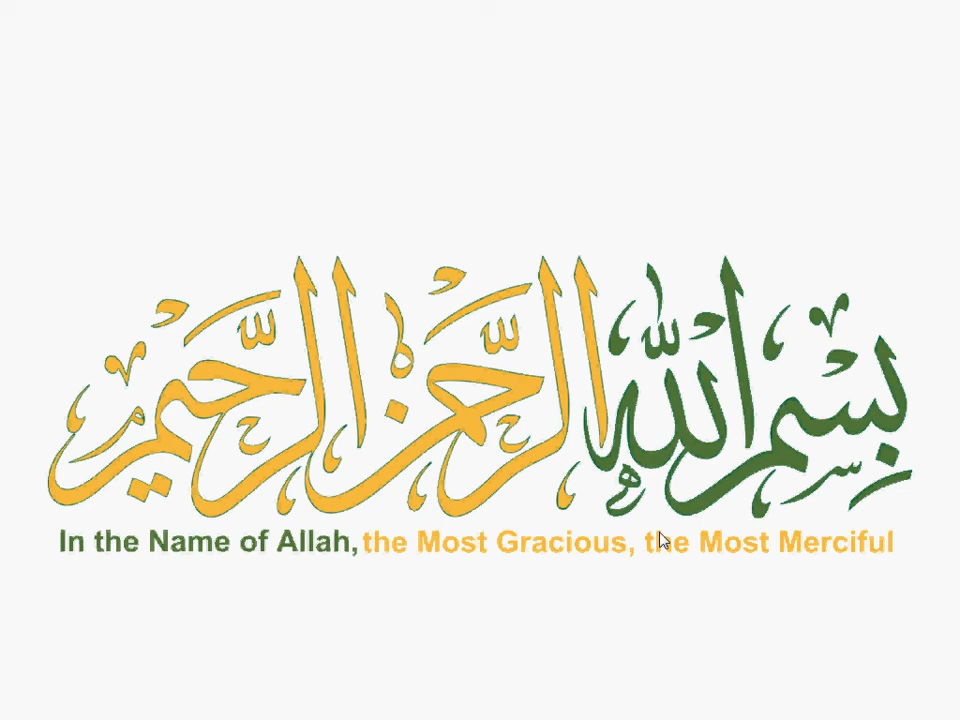 بسم الله الرحمن الرحيم
In the Name of Allah, the Most Gracious, the Most Merciful